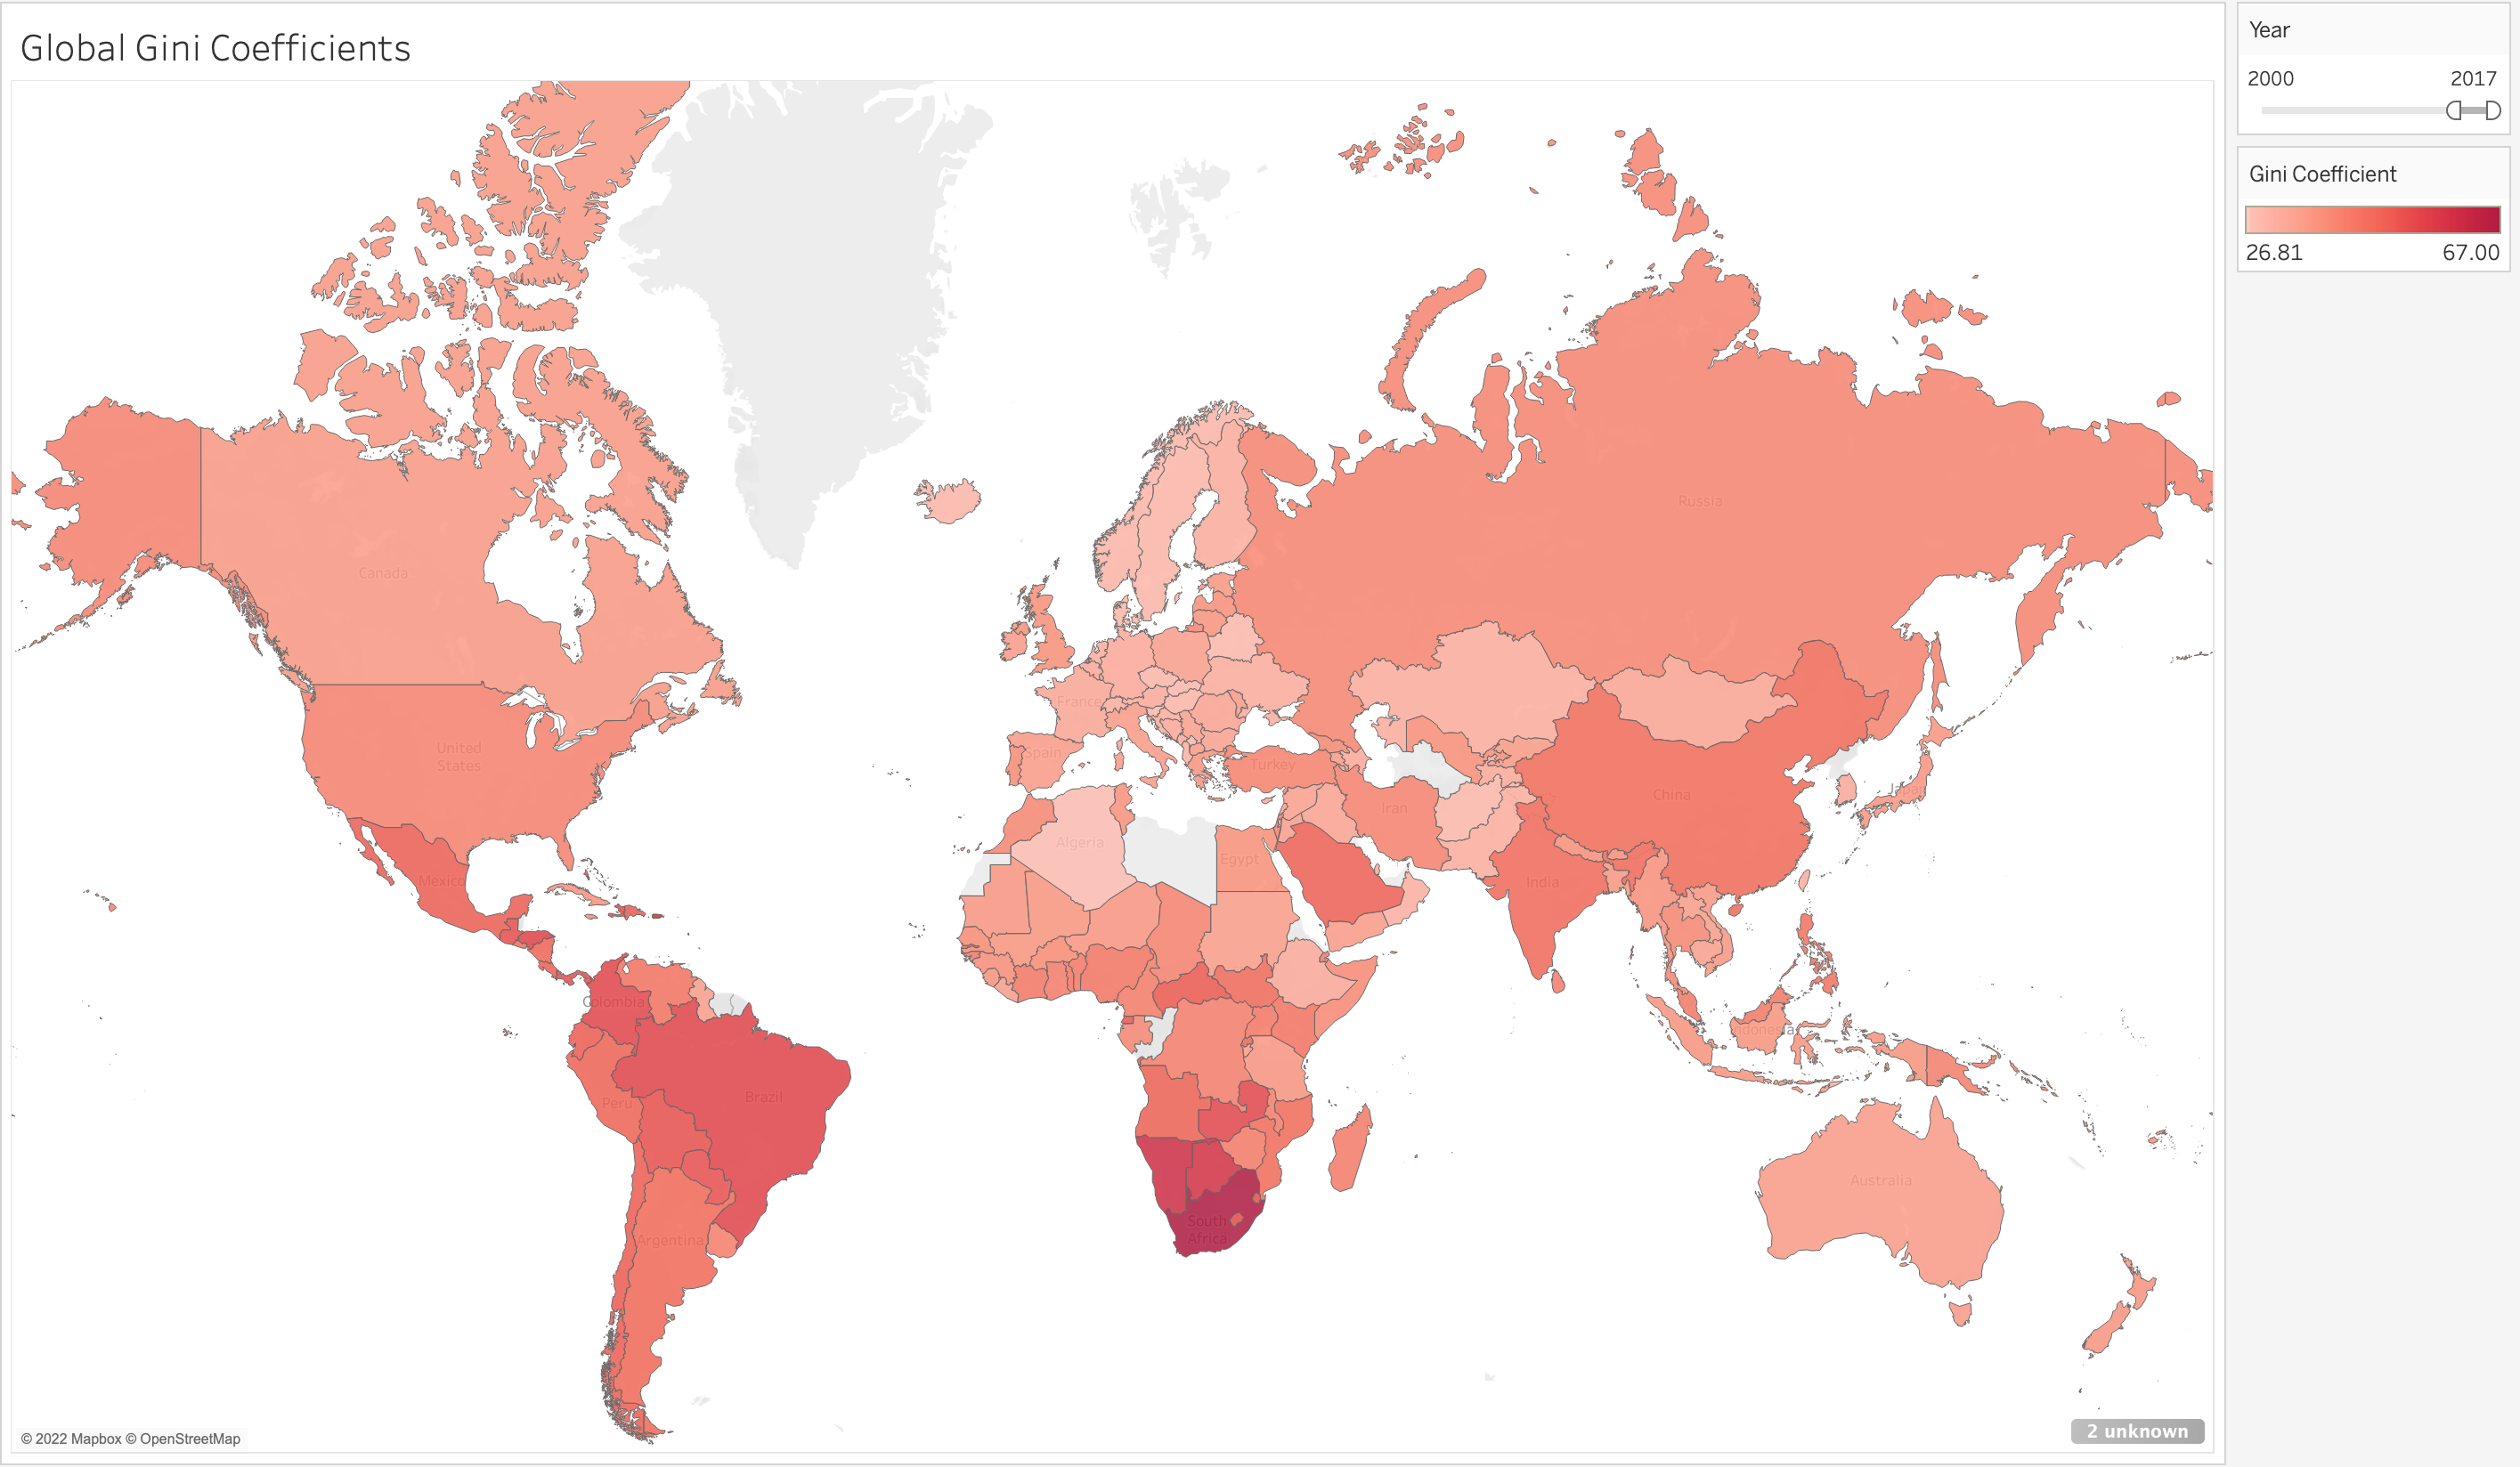 Global Gini Coefficients
Year
2000 2017
Gini Coefficient
26.81 67.00
Russia
Canada
France
United
States
Spain
Turkey
China
Japan
Iran
Algeria
Egypt
Mexico
India
Colombia
Indonesia
Brazil
Peru
Australia
South
Africa
Argentina
© 2022 Mapbox © OpenStreetMap
2 unknown